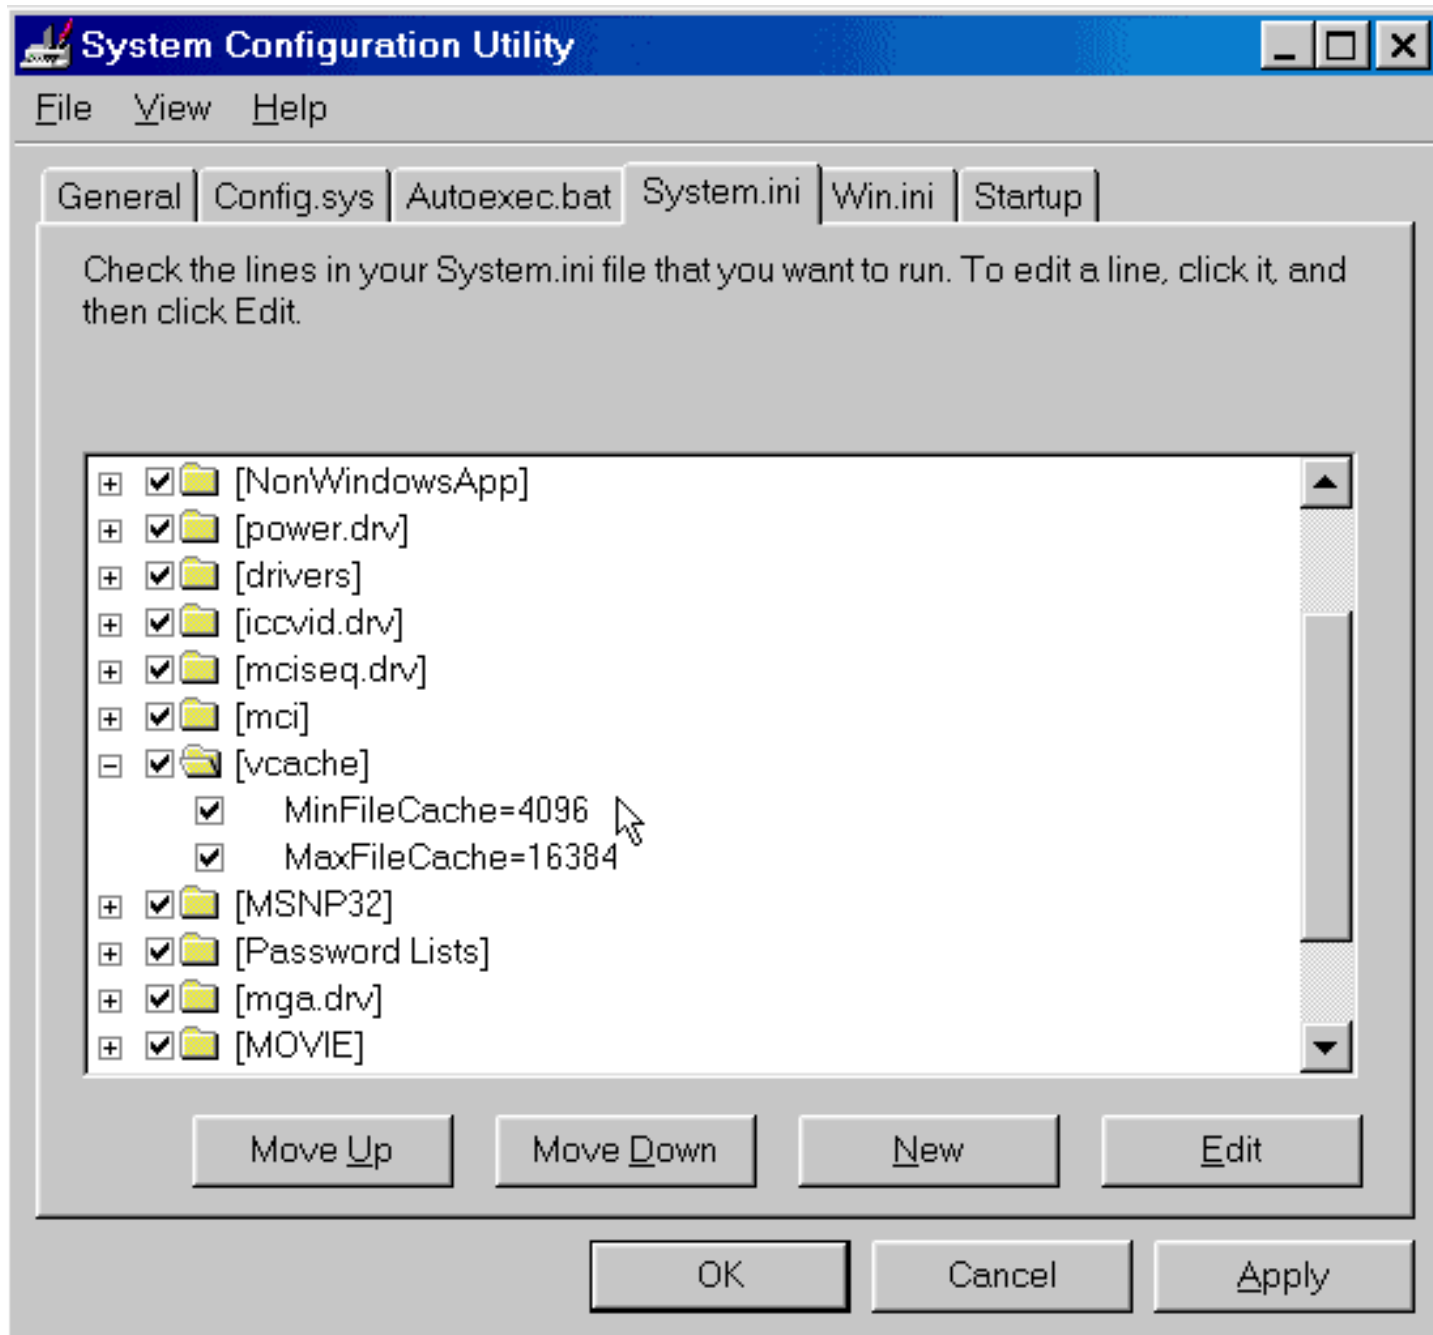 System Configuration Utility
File View Help
General Config.sys Autoexec.bat System.ini Win.ini Startup
Check the lines in your System.ini file that you want to run. To edit a line, click it, and
then click Edit.
[NonWindowsApp]
[power.drv]
[drivers]
[iccvid.drv]
[mciseq.drv]
[mci]
[vcache]
MinFileCache=4096
MaxFileCache=16384
[MSNP32]
[Password Lists]
[mga.drv]
[MOVIE]
Move Up Move Down New Edit
OK Cancel Apply